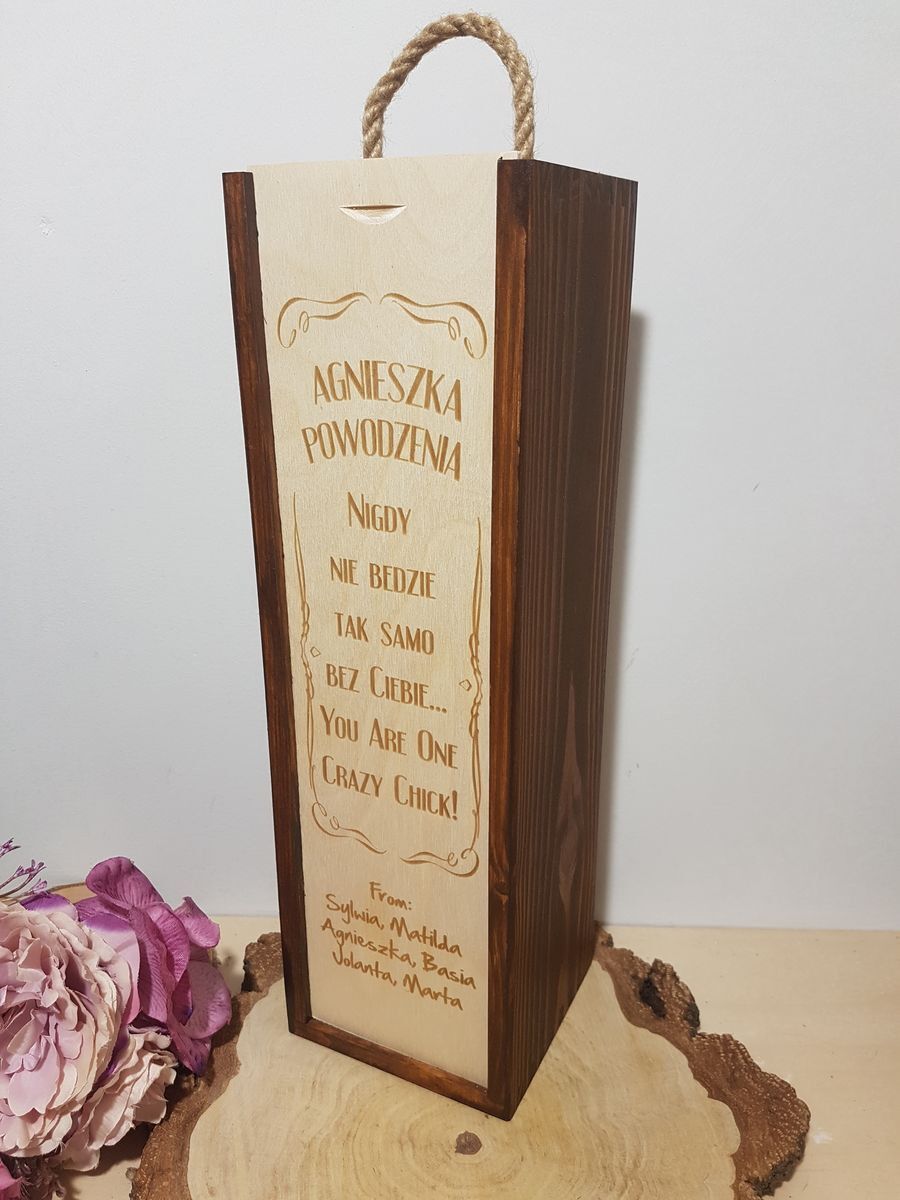 AGNIESZKA
POWODZENIA
NIGDY
NIE BEDZIE
TAK SAMO
BEZ CIEBIE...
YOU ARE ONE
CRAZY CHICK!
From:
Sylwia, Matilda
Agnieszka, Basia
Jolanta, Marta